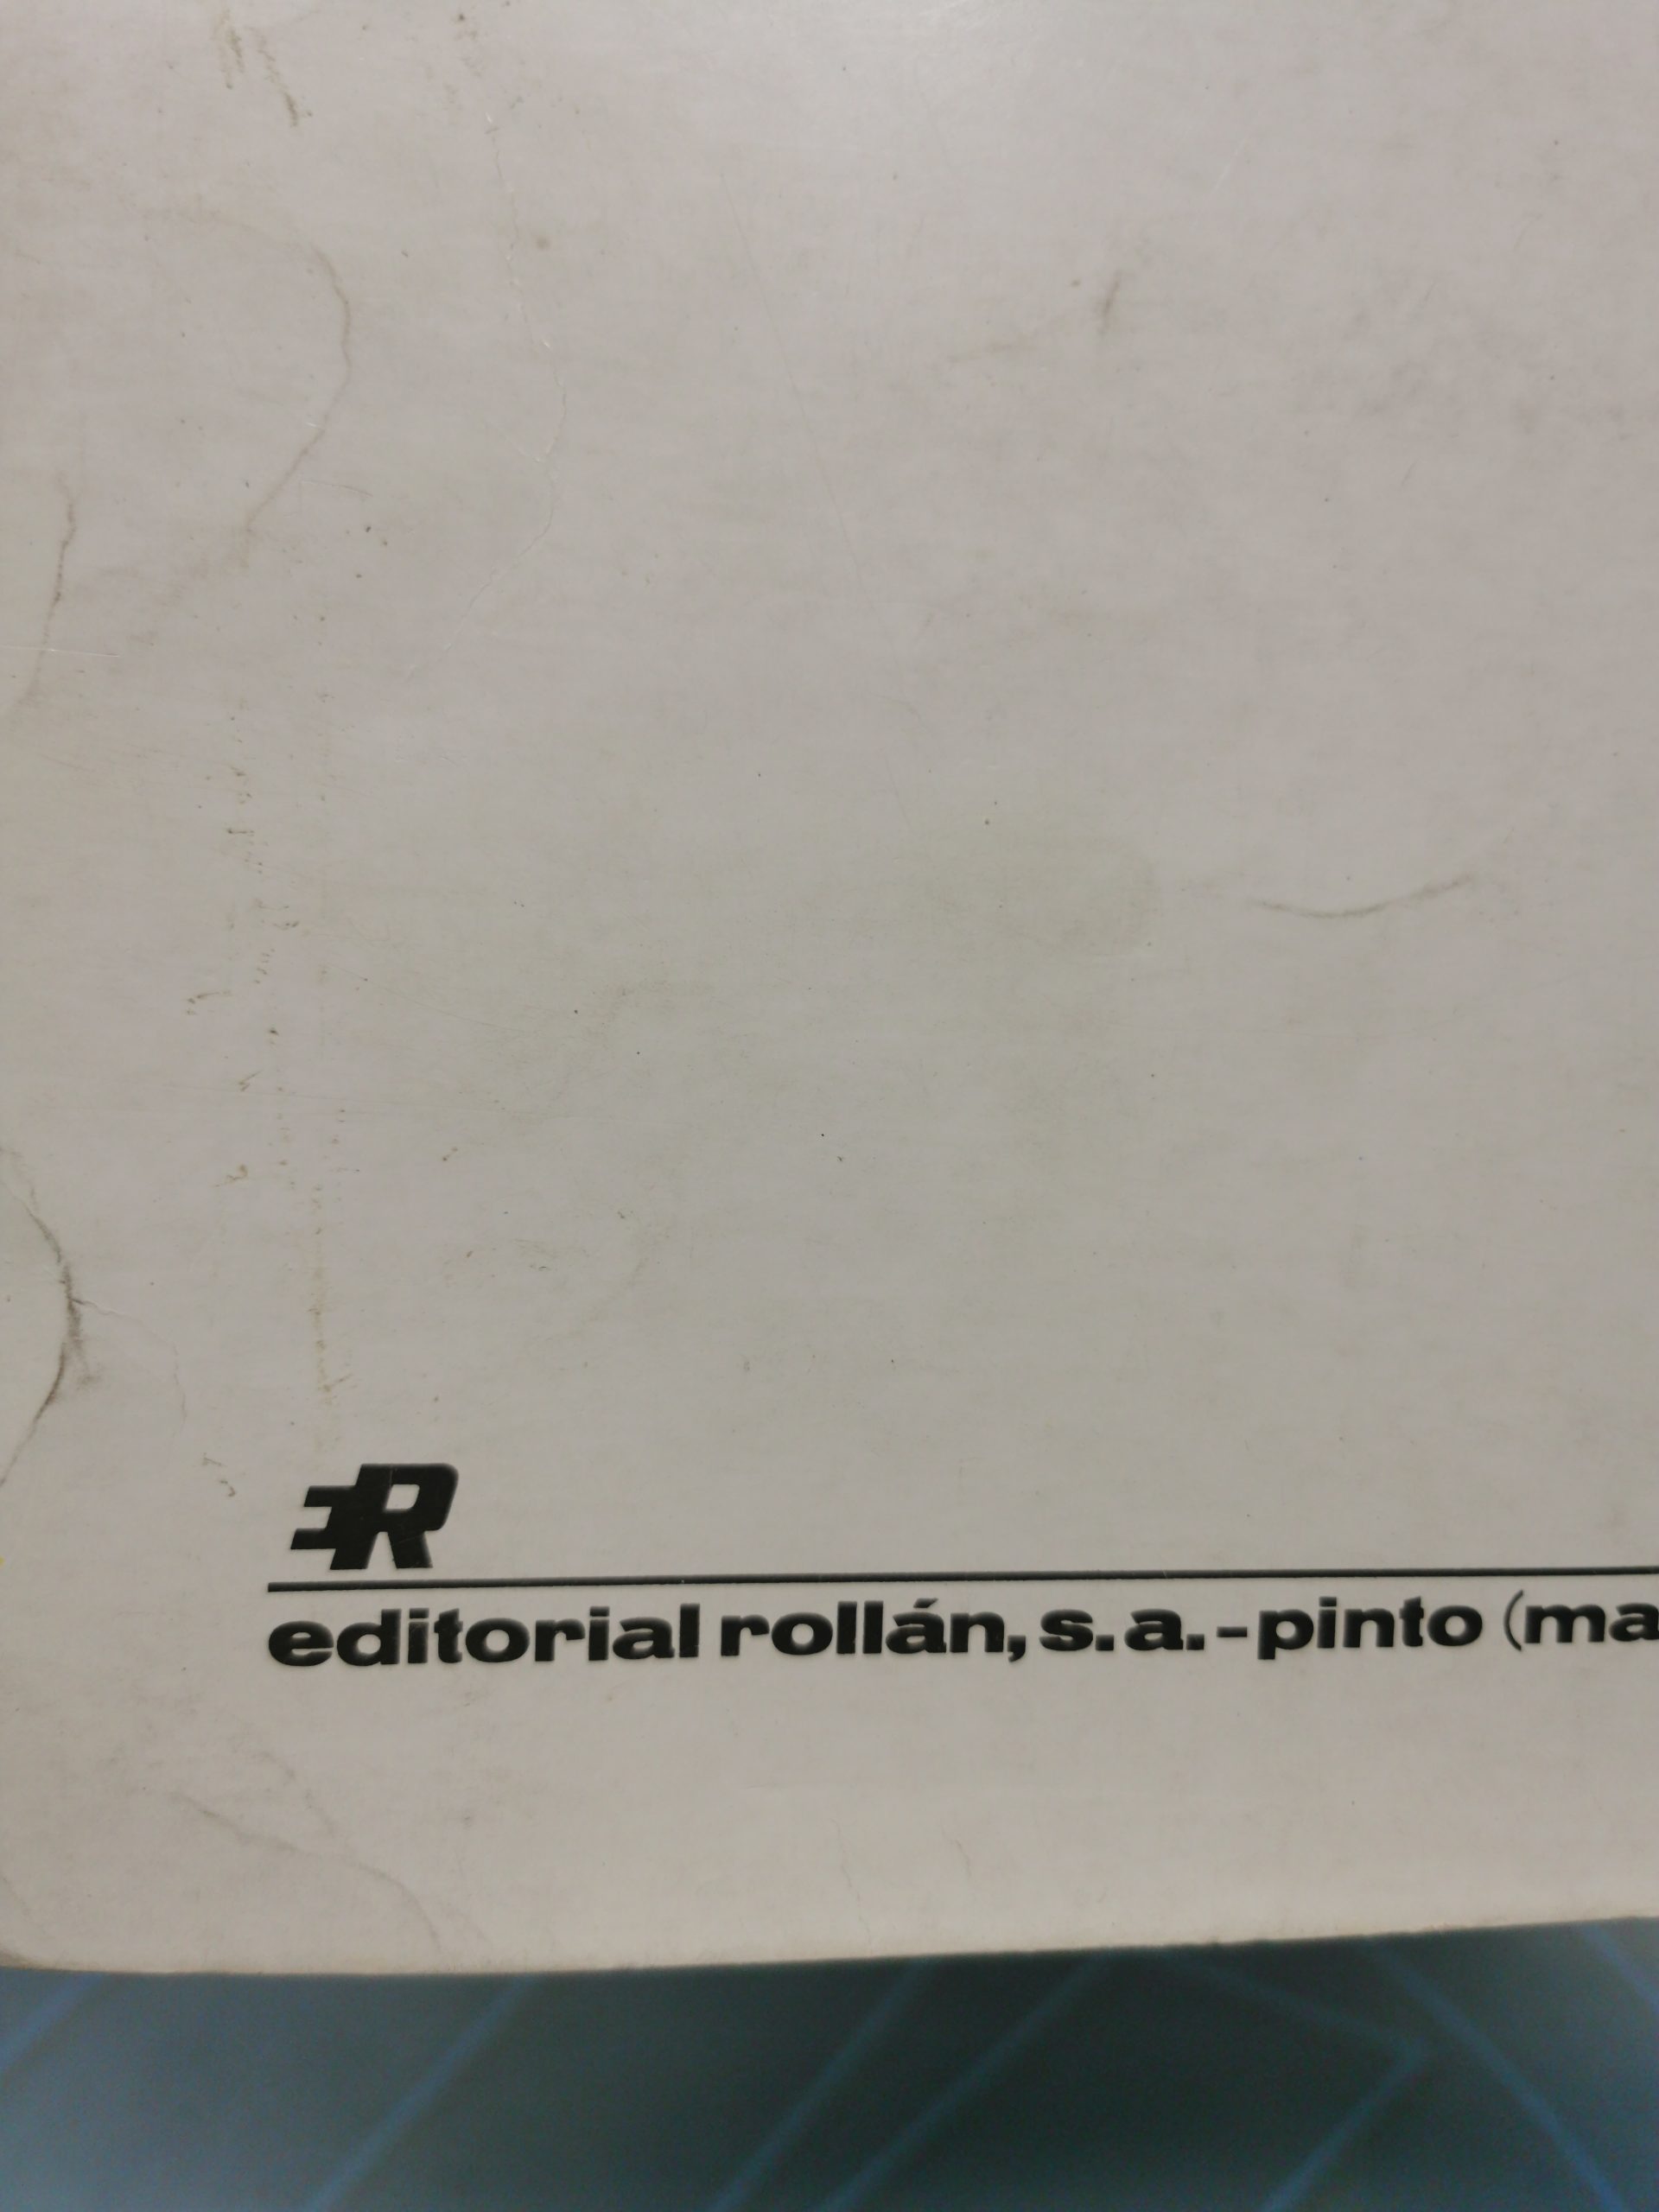 ER
editorial rollán, s.a.-pinto (ma